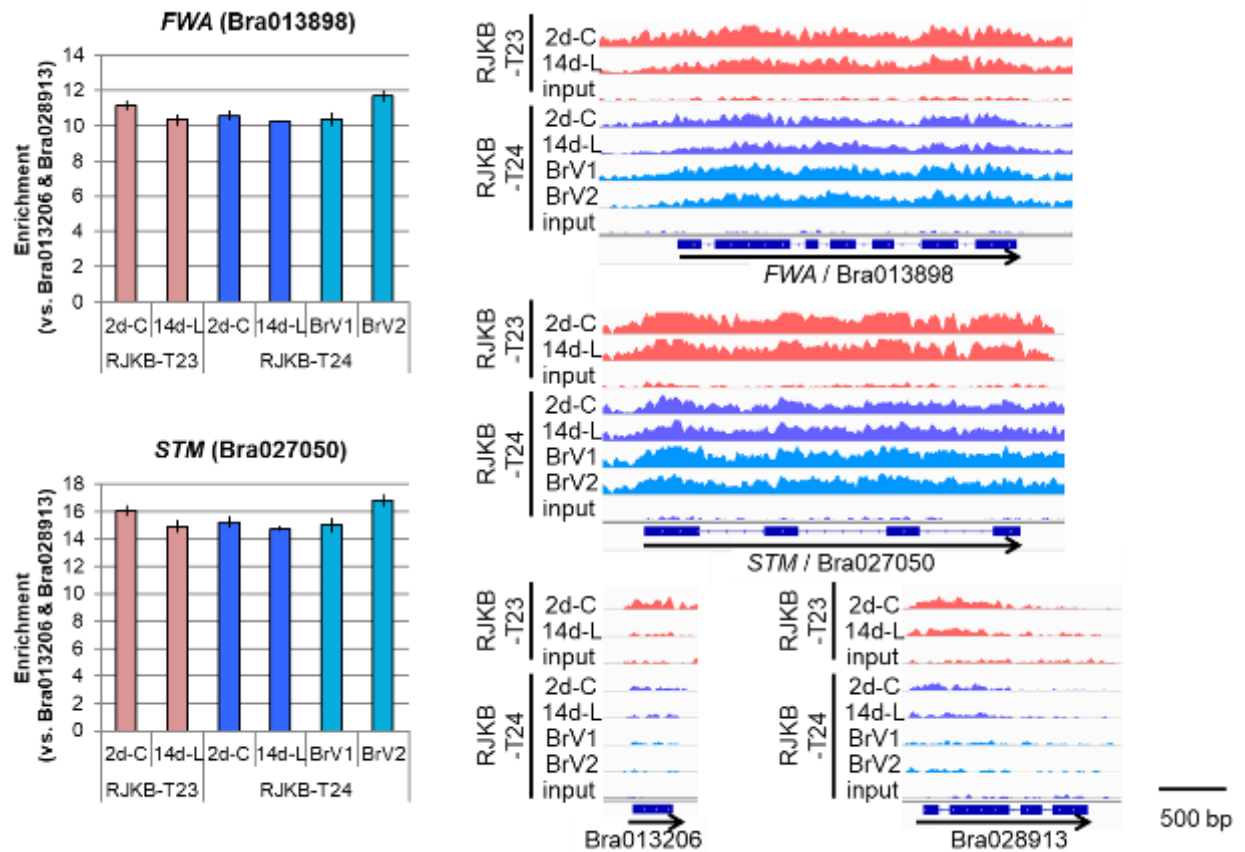 FWA (Bra013898)
Enrichment
(vs. Bra013206 & Bra028913)
14
12
10
8
6
4
2
0
2d-C 14d-L 2d-C 14d-L BrV1 BrV2
RJKB-T23 RJKB-T24
STM (Bra027050)
Enrichment
(vs. Bra013206 & Bra028913)
18
16
14
12
10
8
6
4
2
0
2d-C 14d-L 2d-C 14d-L BrV1 BrV2
RJKB-T23 RJKB-T24
RJKB
-T23
2d-C
14d-L
input
RJKB
-T24
2d-C
14d-L
BrV1
BrV2
input
FWA / Bra013898
RJKB
-T23
2d-C
14d-L
input
RJKB
-T24
2d-C
14d-L
BrV1
BrV2
input
STM / Bra027050
RJKB
-T23
2d-C
14d-L
input
RJKB
-T24
2d-C
14d-L
BrV1
BrV2
input
Bra013206
RJKB
-T23
2d-C
14d-L
input
RJKB
-T24
2d-C
14d-L
BrV1
BrV2
input
Bra028913
500 bp